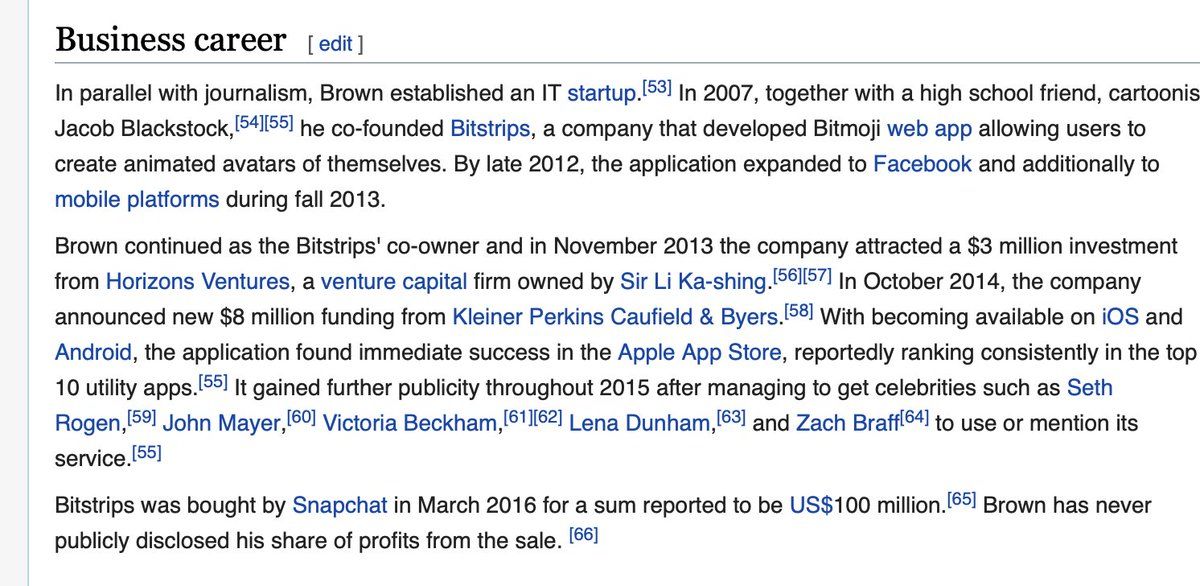 Business career [ edit ]
In parallel with journalism, Brown established an IT startup.[53] In 2007, together with a high school friend, cartoonis
Jacob Blackstock,[54][55] he co-founded Bitstrips, a company that developed Bitmoji web app allowing users to
create animated avatars of themselves. By late 2012, the application expanded to Facebook and additionally to
mobile platforms during fall 2013.
Brown continued as the Bitstrips' co-owner and in November 2013 the company attracted a $3 million investment
from Horizons Ventures, a venture capital firm owned by Sir Li Ka-shing.[56][57] In October 2014, the company
announced new $8 million funding from Kleiner Perkins Caufield & Byers.[58] With becoming available on iOS and
Android, the application found immediate success in the Apple App Store, reportedly ranking consistently in the top
10 utility apps.[55] It gained further publicity throughout 2015 after managing to get celebrities such as Seth
Rogen,[59] John Mayer,[60] Victoria Beckham,[61][62] Lena Dunham,[63] and Zach Braff[64] to use or mention its
service.[55]
Bitstrips was bought by Snapchat in March 2016 for a sum reported to be US$100 million.[65] Brown has never
publicly disclosed his share of profits from the sale. [66]